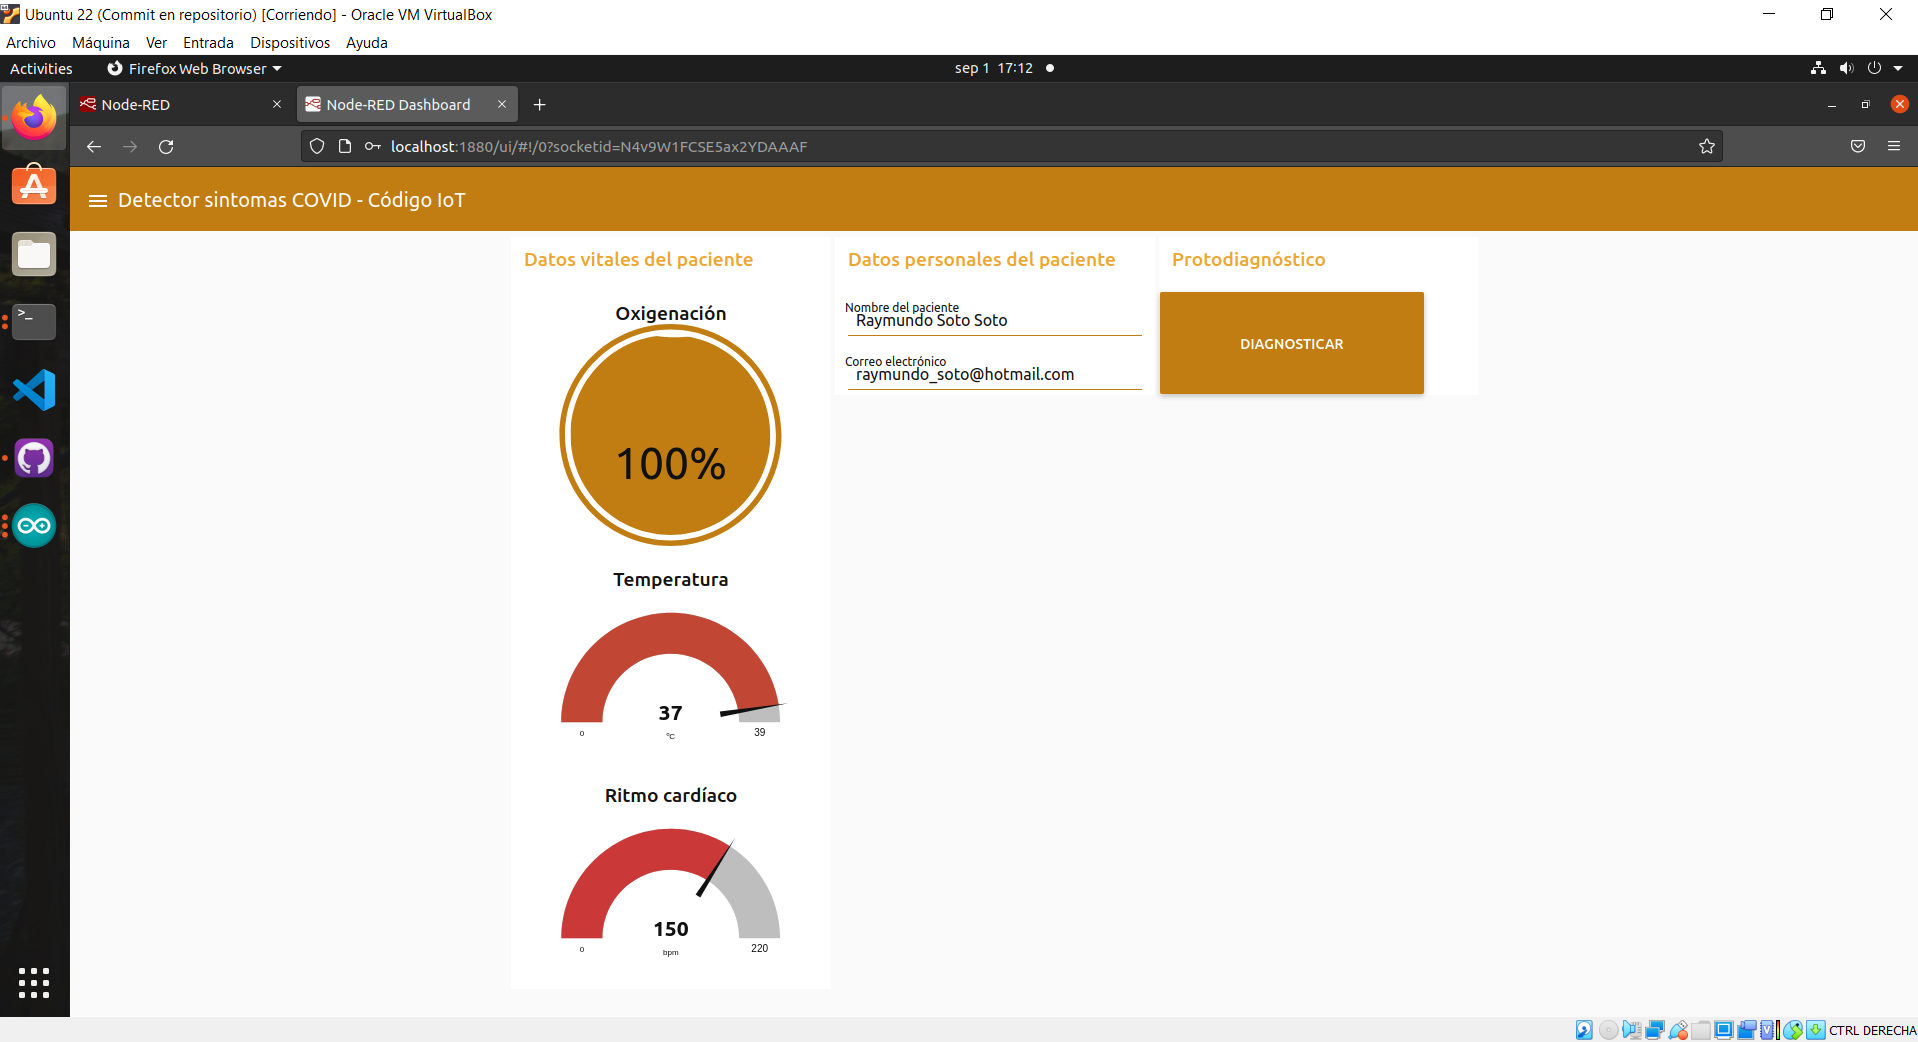 Ubuntu 22 (Commit en repositorio) [Corriendo] - Oracle VM VirtualBox
Archivo Máquina Ver Entrada Dispositivos Ayuda
Activities Firefox Web Browser sep 1 17:12
Node-RED Node-RED Dashboard
localhost:1880/ui/#!/0?socketid=N4v9W1FCSE5ax2YDAAAF
Detector sintomas COVID - Código IoT
Datos vitales del paciente
Oxigenación
100%
Temperatura
37
0 ºC 39
Ritmo cardíaco
150
0 bpm 220
Datos personales del paciente
Nombre del paciente
Raymundo Soto Soto
Correo electrónico
raymundo_soto@hotmail.com
Protodiagnóstico
DIAGNOSTICAR
CTRL DERECHA